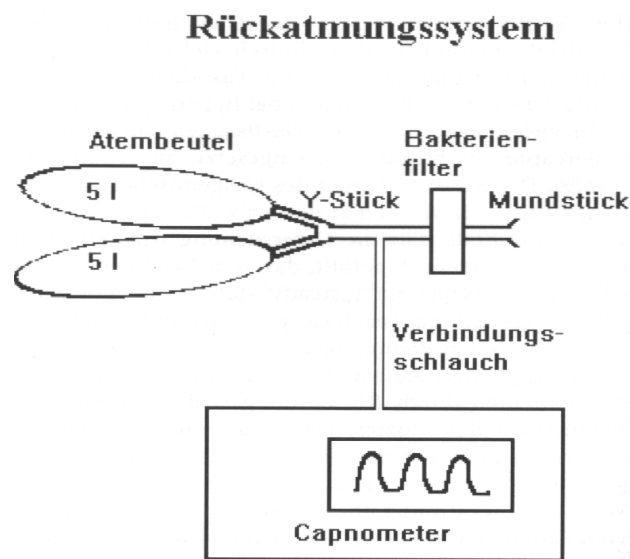 Rückatmungssystem
Atembeutel
Bakterien-
filter
5 l
Y-Stück
Mundstück
5 l
Verbindungs-
schlauch
Capnometer